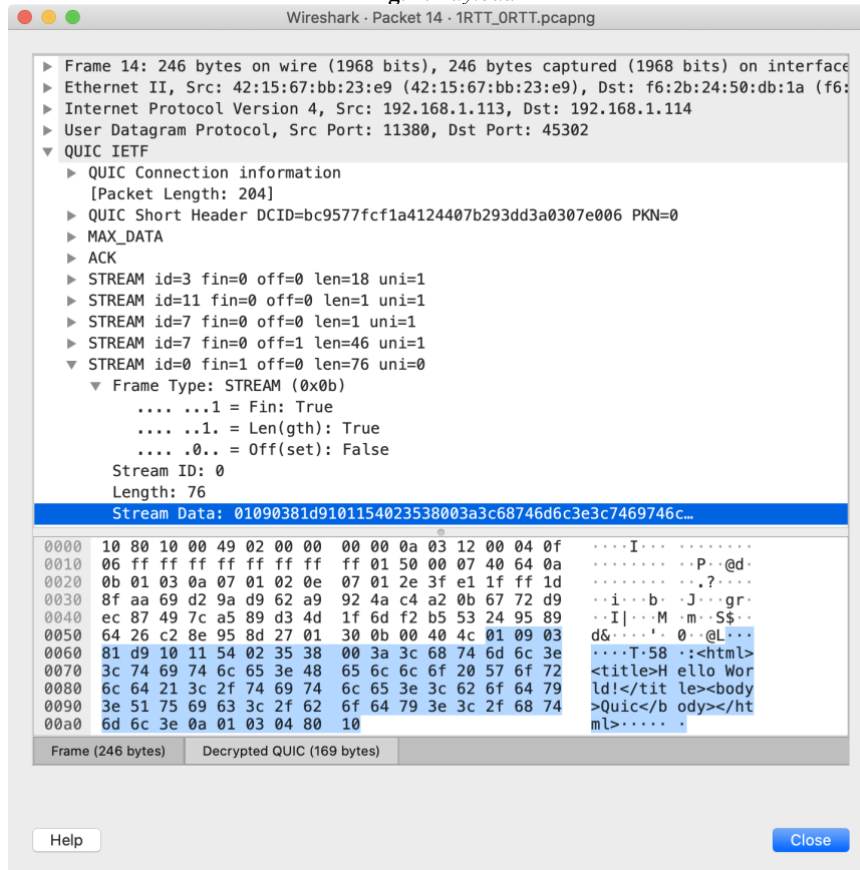 Wireshark · Packet 14 · 1RTT_0RTT.pcapng
Frame 14: 246 bytes on wire (1968 bits), 246 bytes captured (1968 bits) on interface
Ethernet II, Src: 42:15:67:bb:23:e9 (42:15:67:bb:23:e9), Dst: f6:2b:24:50:db:1a (f6:
Internet Protocol Version 4, Src: 192.168.1.113, Dst: 192.168.1.114
User Datagram Protocol, Src Port: 11380, Dst Port: 45302
QUIC IETF
QUIC Connection information
[Packet Length: 204]
QUIC Short Header DCID=bc9577fcf1a4124407b293dd3a0307e006 PKN=0
MAX_DATA
ACK
STREAM id=3 fin=0 off=0 len=18 uni=1
STREAM id=11 fin=0 off=0 len=1 uni=1
STREAM id=7 fin=0 off=0 len=1 uni=1
STREAM id=7 fin=0 off=1 len=46 uni=1
STREAM id=0 fin=1 off=0 len=76 uni=0
Frame Type: STREAM (0x0b)
.... ...1 = Fin: True
.... ..1. = Len(gth): True
.... .0.. = Off(set): False
Stream ID: 0
Length: 76
Stream Data: 01090381d9101154023538003a3c68746d6c3e3c7469746c…
0000 10 80 10 00 49 02 00 00 00 00 0a 03 12 00 04 0f ····I··· ········
0010 06 ff ff ff ff ff ff ff ff 01 50 00 07 40 64 0a ········ ··P··@d·
0020 0b 01 03 0a 07 01 02 0e 07 01 2e 3f e1 1f ff 1d ········ ··.?····
0030 8f aa 69 d2 9a d9 62 a9 92 4a c4 a2 0b 67 72 d9 ··i···b· ·J···gr·
0040 ec 87 49 7c a5 89 d3 4d 1f 6d f2 b5 53 24 95 89 ··I|···M ·m··S$··
0050 64 26 c2 8e 95 8d 27 01 30 0b 00 40 4c 01 09 03 d&····'· 0··@L···
0060 81 d9 10 11 54 02 35 38 00 3a 3c 68 74 6d 6c 3e ····T·58 ·:<html>
0070 3c 74 69 74 6c 65 3e 48 65 6c 6c 6f 20 57 6f 72 <title>H ello Wor
0080 6c 64 21 3c 2f 74 69 74 6c 65 3e 3c 62 6f 64 79 ld!</tit le><body
0090 3e 51 75 69 63 3c 2f 62 6f 64 79 3e 3c 2f 68 74 >Quic</b ody></ht
00a0 6d 6c 3e 0a 01 03 04 80 10 ml>····· ·
Frame (246 bytes) Decrypted QUIC (169 bytes)
Help Close